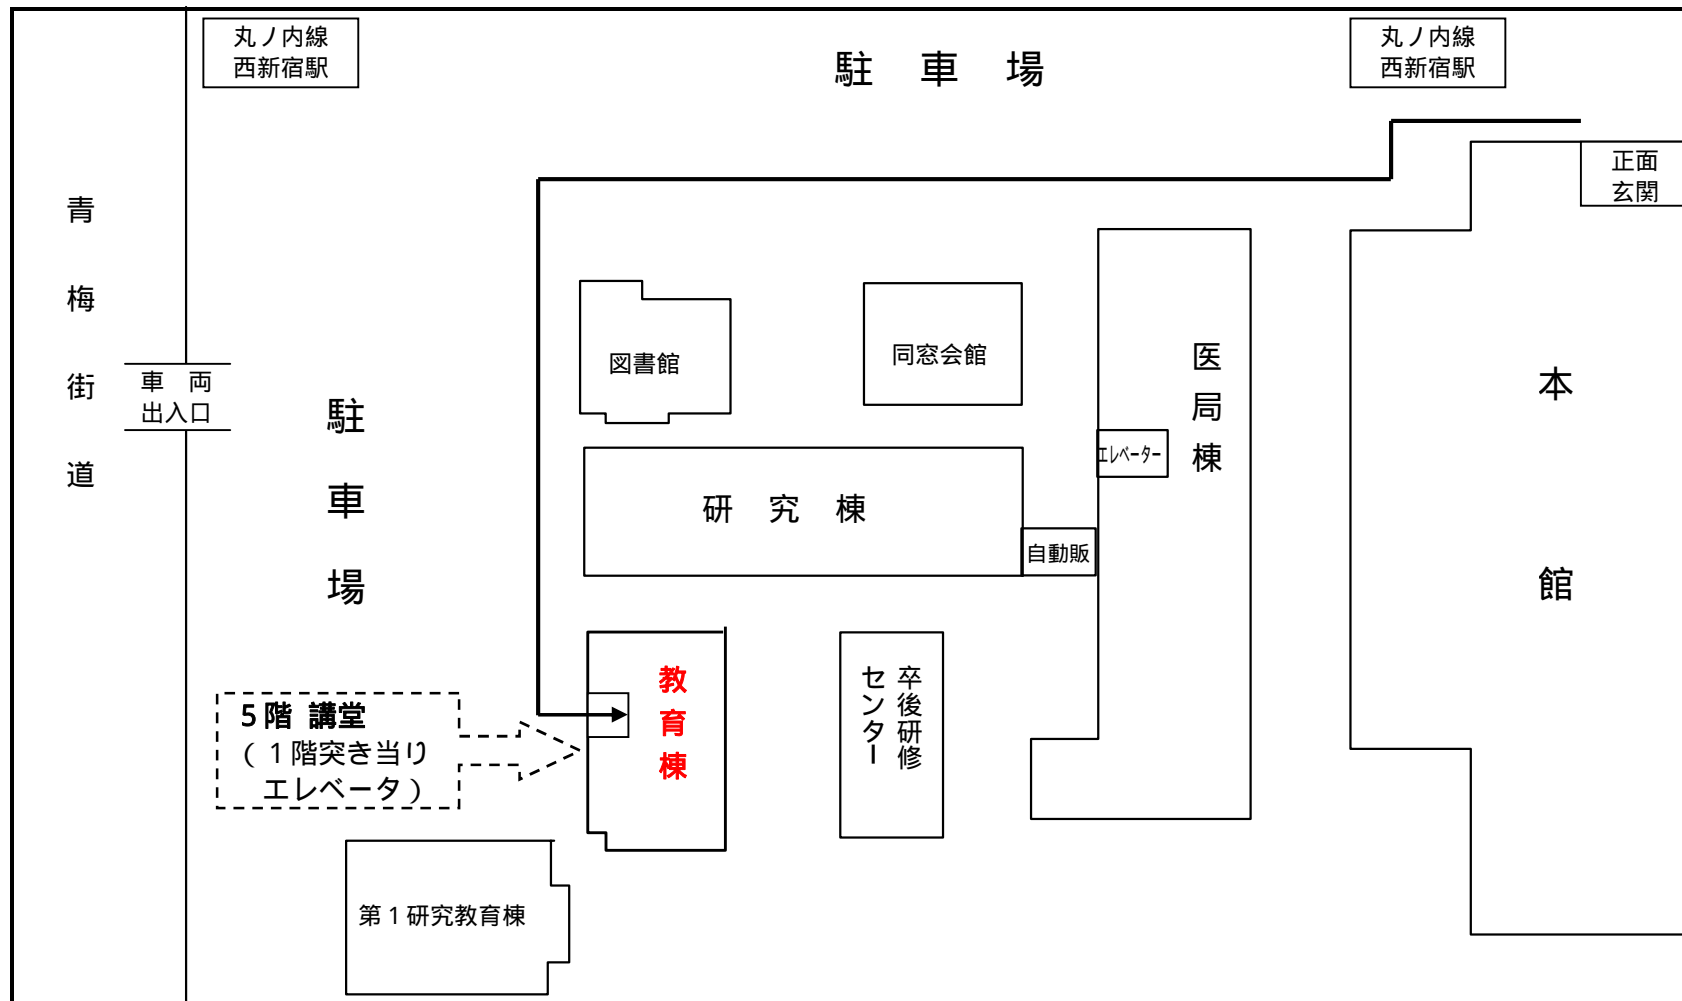 丸ノ内線
西新宿駅
駐 車 場
丸ノ内線
西新宿駅
正面
玄関
青梅街道
車 両
出入口
駐車場
図書館
同窓会館
医局棟
エレベーター
本館
研 究 棟
自動販
教育棟
卒後研修
センター
5階 講堂
(1階突き当り
エレベータ)
第1研究教育棟